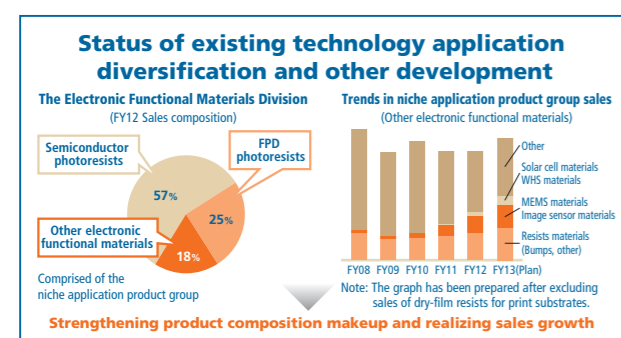 Status of existing technology application
diversification and other development
The Electronic Functional Materials Division
(FY12 Sales composition)
Semiconductor
photoresists
FPD
photoresists
57%
25%
Other electronic
functional materials
18%
Comprised of the
niche application product group
Trends in niche application product group sales
(Other electronic functional materials)
Other
Solar cell materials
WHS materials
MEMS materials
Image sensor materials
Resists materials
(Bumps, other)
FY08 FY09 FY10 FY11 FY12 FY13(Plan)
Note: The graph has been prepared after excluding
sales of dry-film resists for print substrates.
Strengthening product composition makeup and realizing sales growth